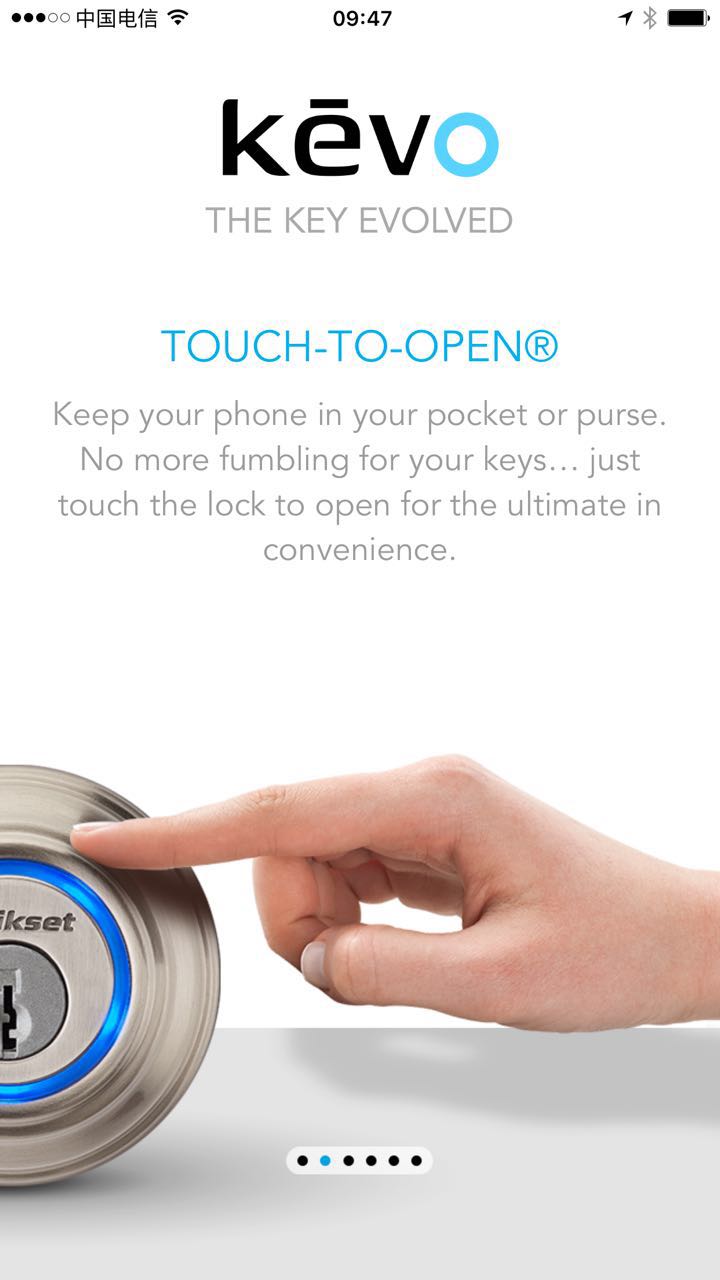 中国电信
09:47
kēvo
THE KEY EVOLVED
TOUCH-TO-OPEN®
Keep your phone in your pocket or purse.
No more fumbling for your keys... just
touch the lock to open for the ultimate in
convenience.
ikset